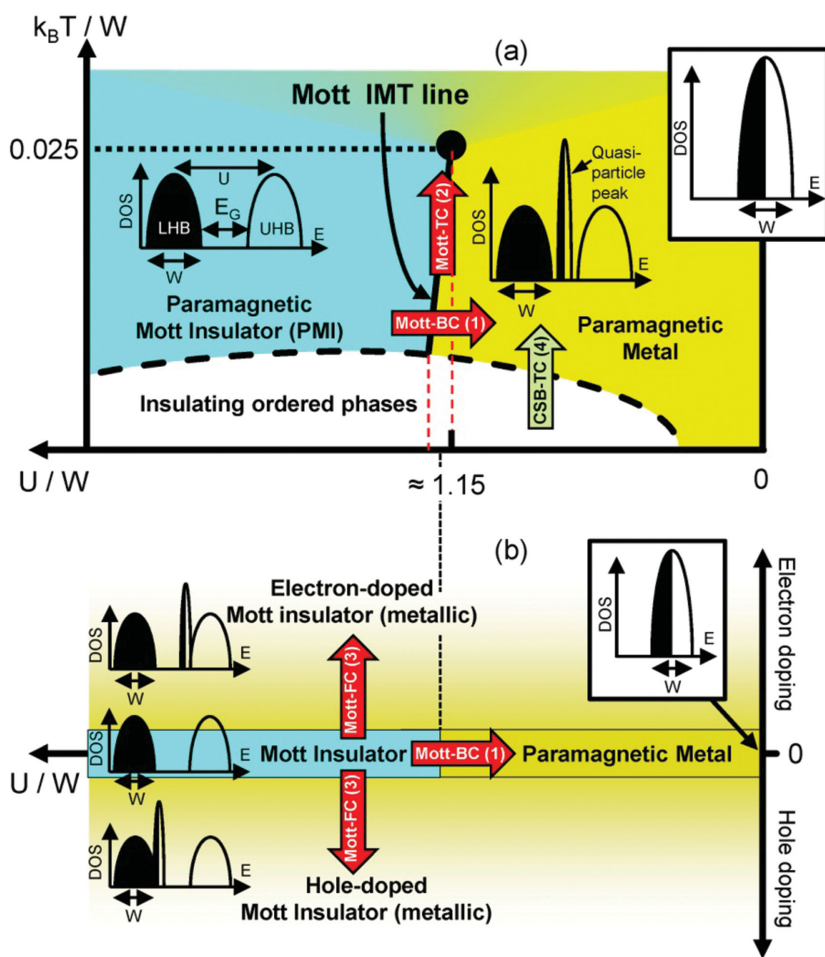 k_BT / W
(a)
Mott IMT line
0.025
DOS
U
E_G
LHB
UHB
E
W
Paramagnetic
Mott Insulator (PMI)
Mott-TC (2)
Mott-BC (1)
DOS
Quasi-
particle
peak
E
W
DOS
E
W
Paramagnetic
Metal
CSB-TC (4)
Insulating ordered phases
U / W
≈ 1.15
0
(b)
Electron-doped
Mott insulator (metallic)
DOS
E
W
Mott-FC (3)
DOS
E
W
Electron doping
DOS
E
W
Mott Insulator
Mott-BC (1)
Paramagnetic Metal
0
U / W
DOS
E
W
Mott-FC (3)
Hole-doped
Mott Insulator (metallic)
Hole doping